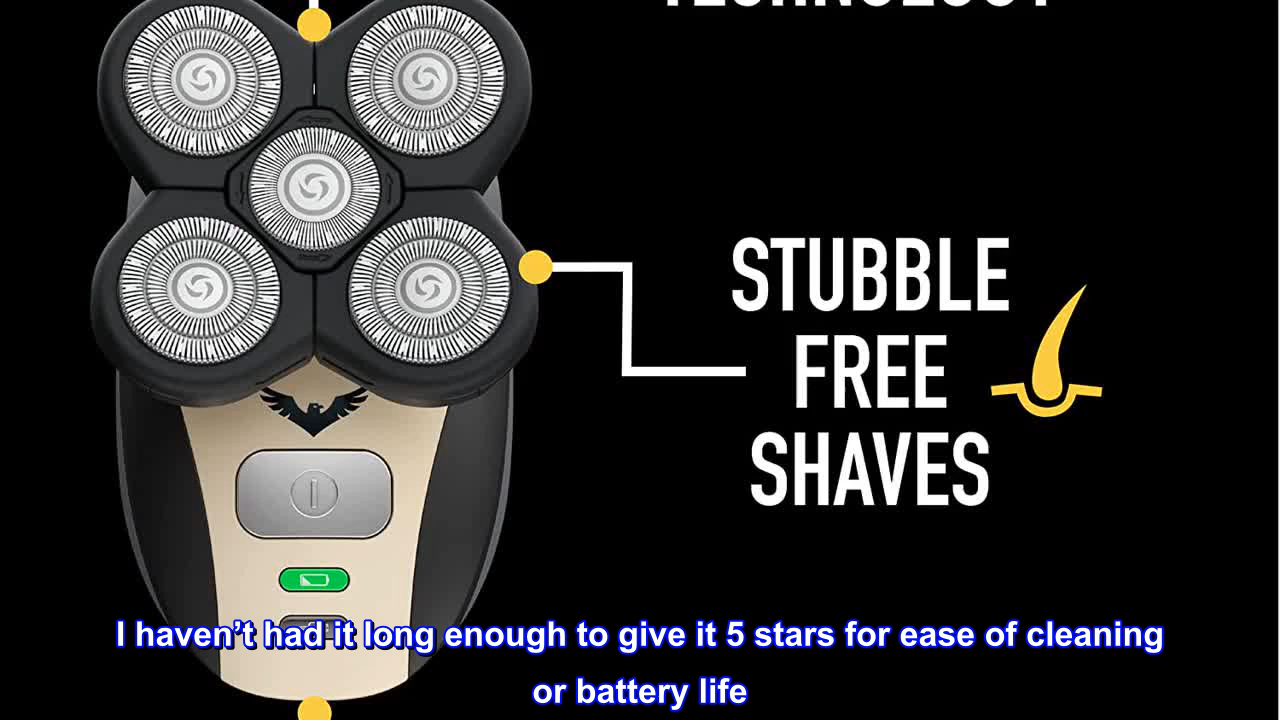 TECHNOLOGY
STUBBLE
FREE
SHAVES
I haven’t had it long enough to give it 5 stars for ease of cleaning
or battery life